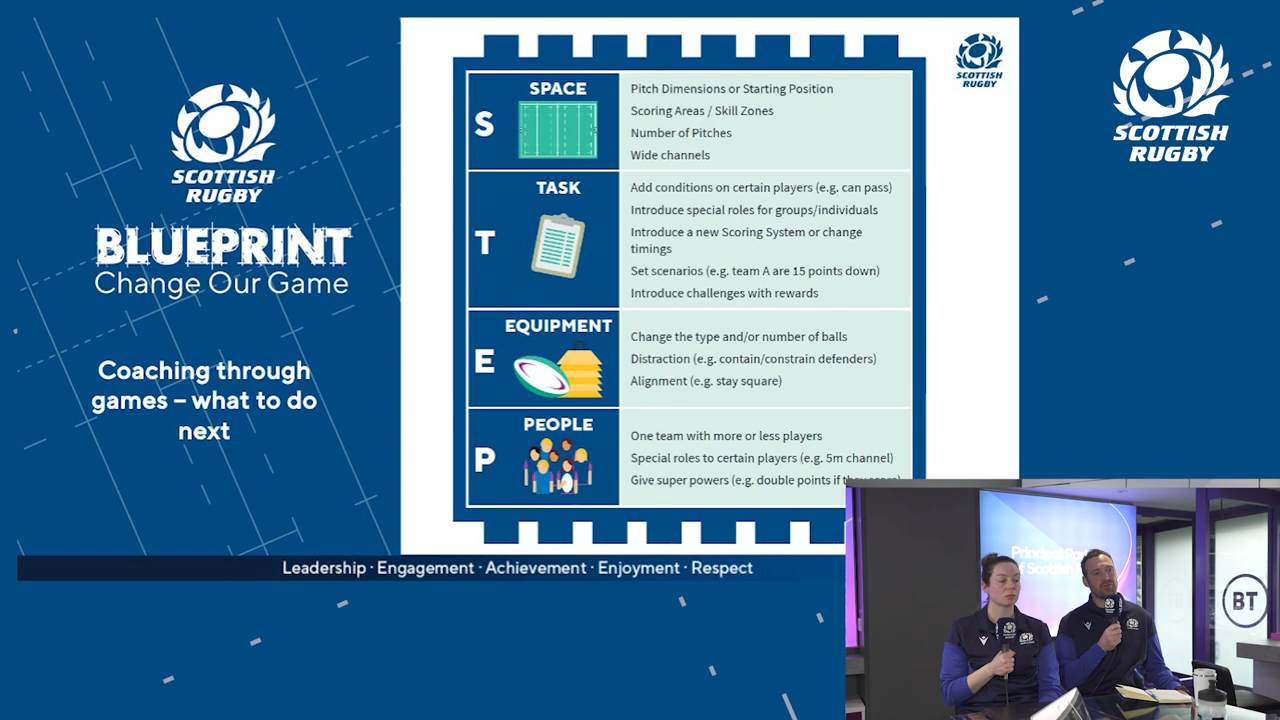 SCOTTISH
RUGBY
BLUEPRINT
Change Our Game
Coaching through
games – what to do
next
S
SPACE
Pitch Dimensions or Starting Position
Scoring Areas / Skill Zones
Number of Pitches
Wide channels
T
TASK
Add conditions on certain players (e.g. can pass)
Introduce special roles for groups/individuals
Introduce a new Scoring System or change
timings
Set scenarios (e.g. team A are 15 points down)
Introduce challenges with rewards
E
EQUIPMENT
Change the type and/or number of balls
Distraction (e.g. contain/constrain defenders)
Alignment (e.g. stay square)
P
PEOPLE
One team with more or less players
Special roles to certain players (e.g. 5m channel)
Give super powers (e.g. double points if
SCOTTISH
RUGBY
SCOTTISH
RUGBY
Leadership · Engagement · Achievement · Enjoyment · Respect
Principal
of
BT